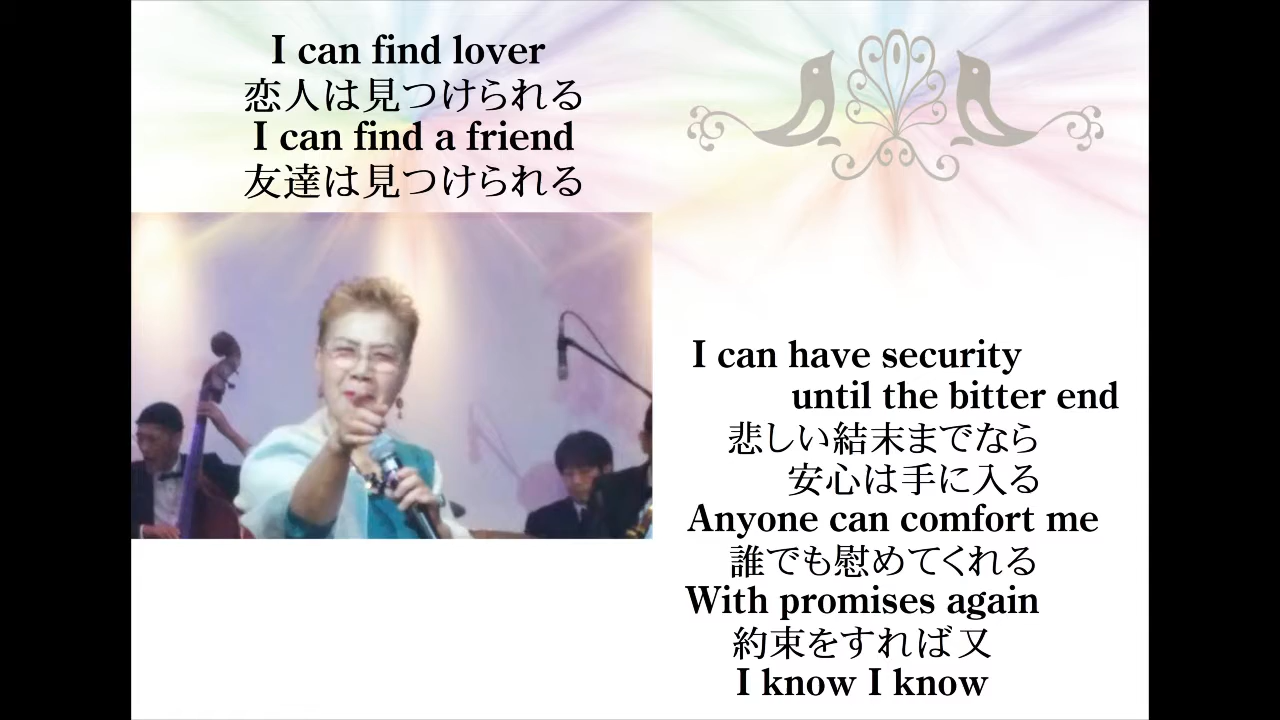 I can find lover
恋人は見つけられる
I can find a friend
友達は見つけられる
I can have security
until the bitter end
悲しい結末までなら
安心は手に入る
Anyone can comfort me
誰でも慰めてくれる
With promises again
約束をすれば又
I know I know